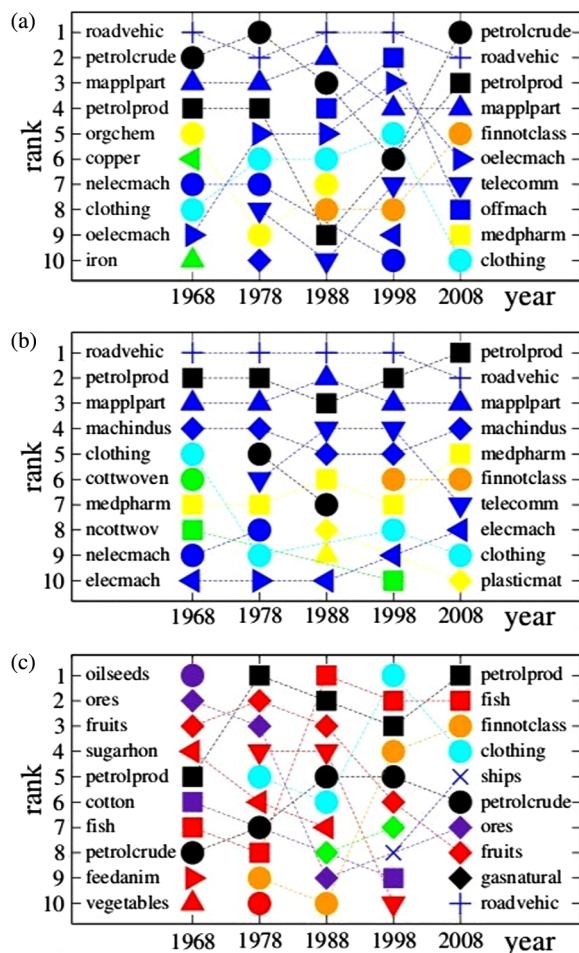 (a)
1 roadvehic petrolcrude
2 petrolcrude roadvehic
3 mapplpart petrolprod
4 petrolprod mapplpart
5 orgchem finnotclass
6 copper oelecmach
7 nelecmach telecomm
8 clothing offmach
9 oelecmach medpharm
10 iron clothing
rank
1968 1978 1988 1998 2008 year
(b)
1 roadvehic petrolprod
2 petrolprod roadvehic
3 mapplpart mapplpart
4 machindus machindus
5 clothing medpharm
6 cottwoven finnotclass
7 medpharm telecomm
8 ncottwov elecmach
9 nelecmach clothing
10 elecmach plasticmat
rank
1968 1978 1988 1998 2008 year
(c)
1 oilseeds petrolprod
2 ores fish
3 fruits finnotclass
4 sugarhon clothing
5 petrolprod ships
6 cotton petrolcrude
7 fish ores
8 petrolcrude fruits
9 feedanim gasnatural
10 vegetables roadvehic
rank
1968 1978 1988 1998 2008 year